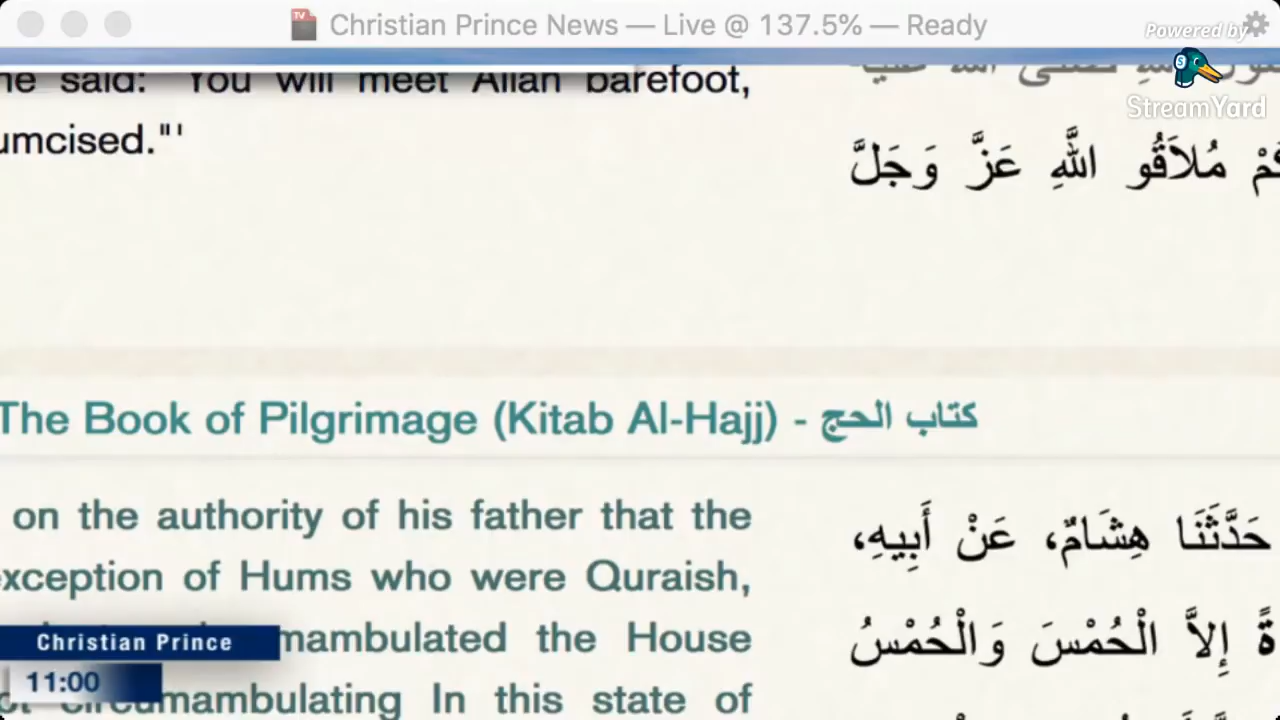 Christian Prince News — Live @ 137.5% — Ready
Powered by
StreamYard
he said: "You will meet Allah barefoot,
umcised."'
مْ مُلاَقُو اللَّهِ عَزَّ وَجَلَّ
The Book of Pilgrimage (Kitab Al-Hajj) - كتاب الحج
on the authority of his father that the
exception of Hums who were Quraish,
mambulated the House
circumambulating In this state of
حَدَّثَنَا هِشَامٌ، عَنْ أَبِيهِ،
ةً إِلاَّ الْحُمْسَ وَالْحُمْسُ
Christian Prince
11:00